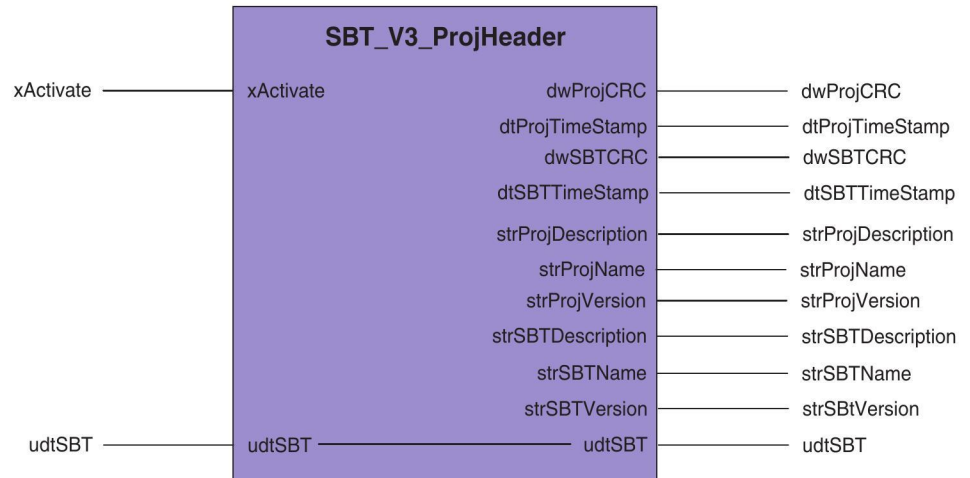 SBT_V3_ProjHeader
xActivate xActivate dwProjCRC dwProjCRC
dtProjTimeStamp dtProjTimeStamp
dwSBTCRC dwSBTCRC
dtSBTTimeStamp dtSBTTimeStamp
strProjDescription strProjDescription
strProjName strProjName
strProjVersion strProjVersion
strSBTDescription strSBTDescription
strSBTName strSBTName
strSBTVersion strSBtVersion
udtSBT udtSBT udtSBT udtSBT